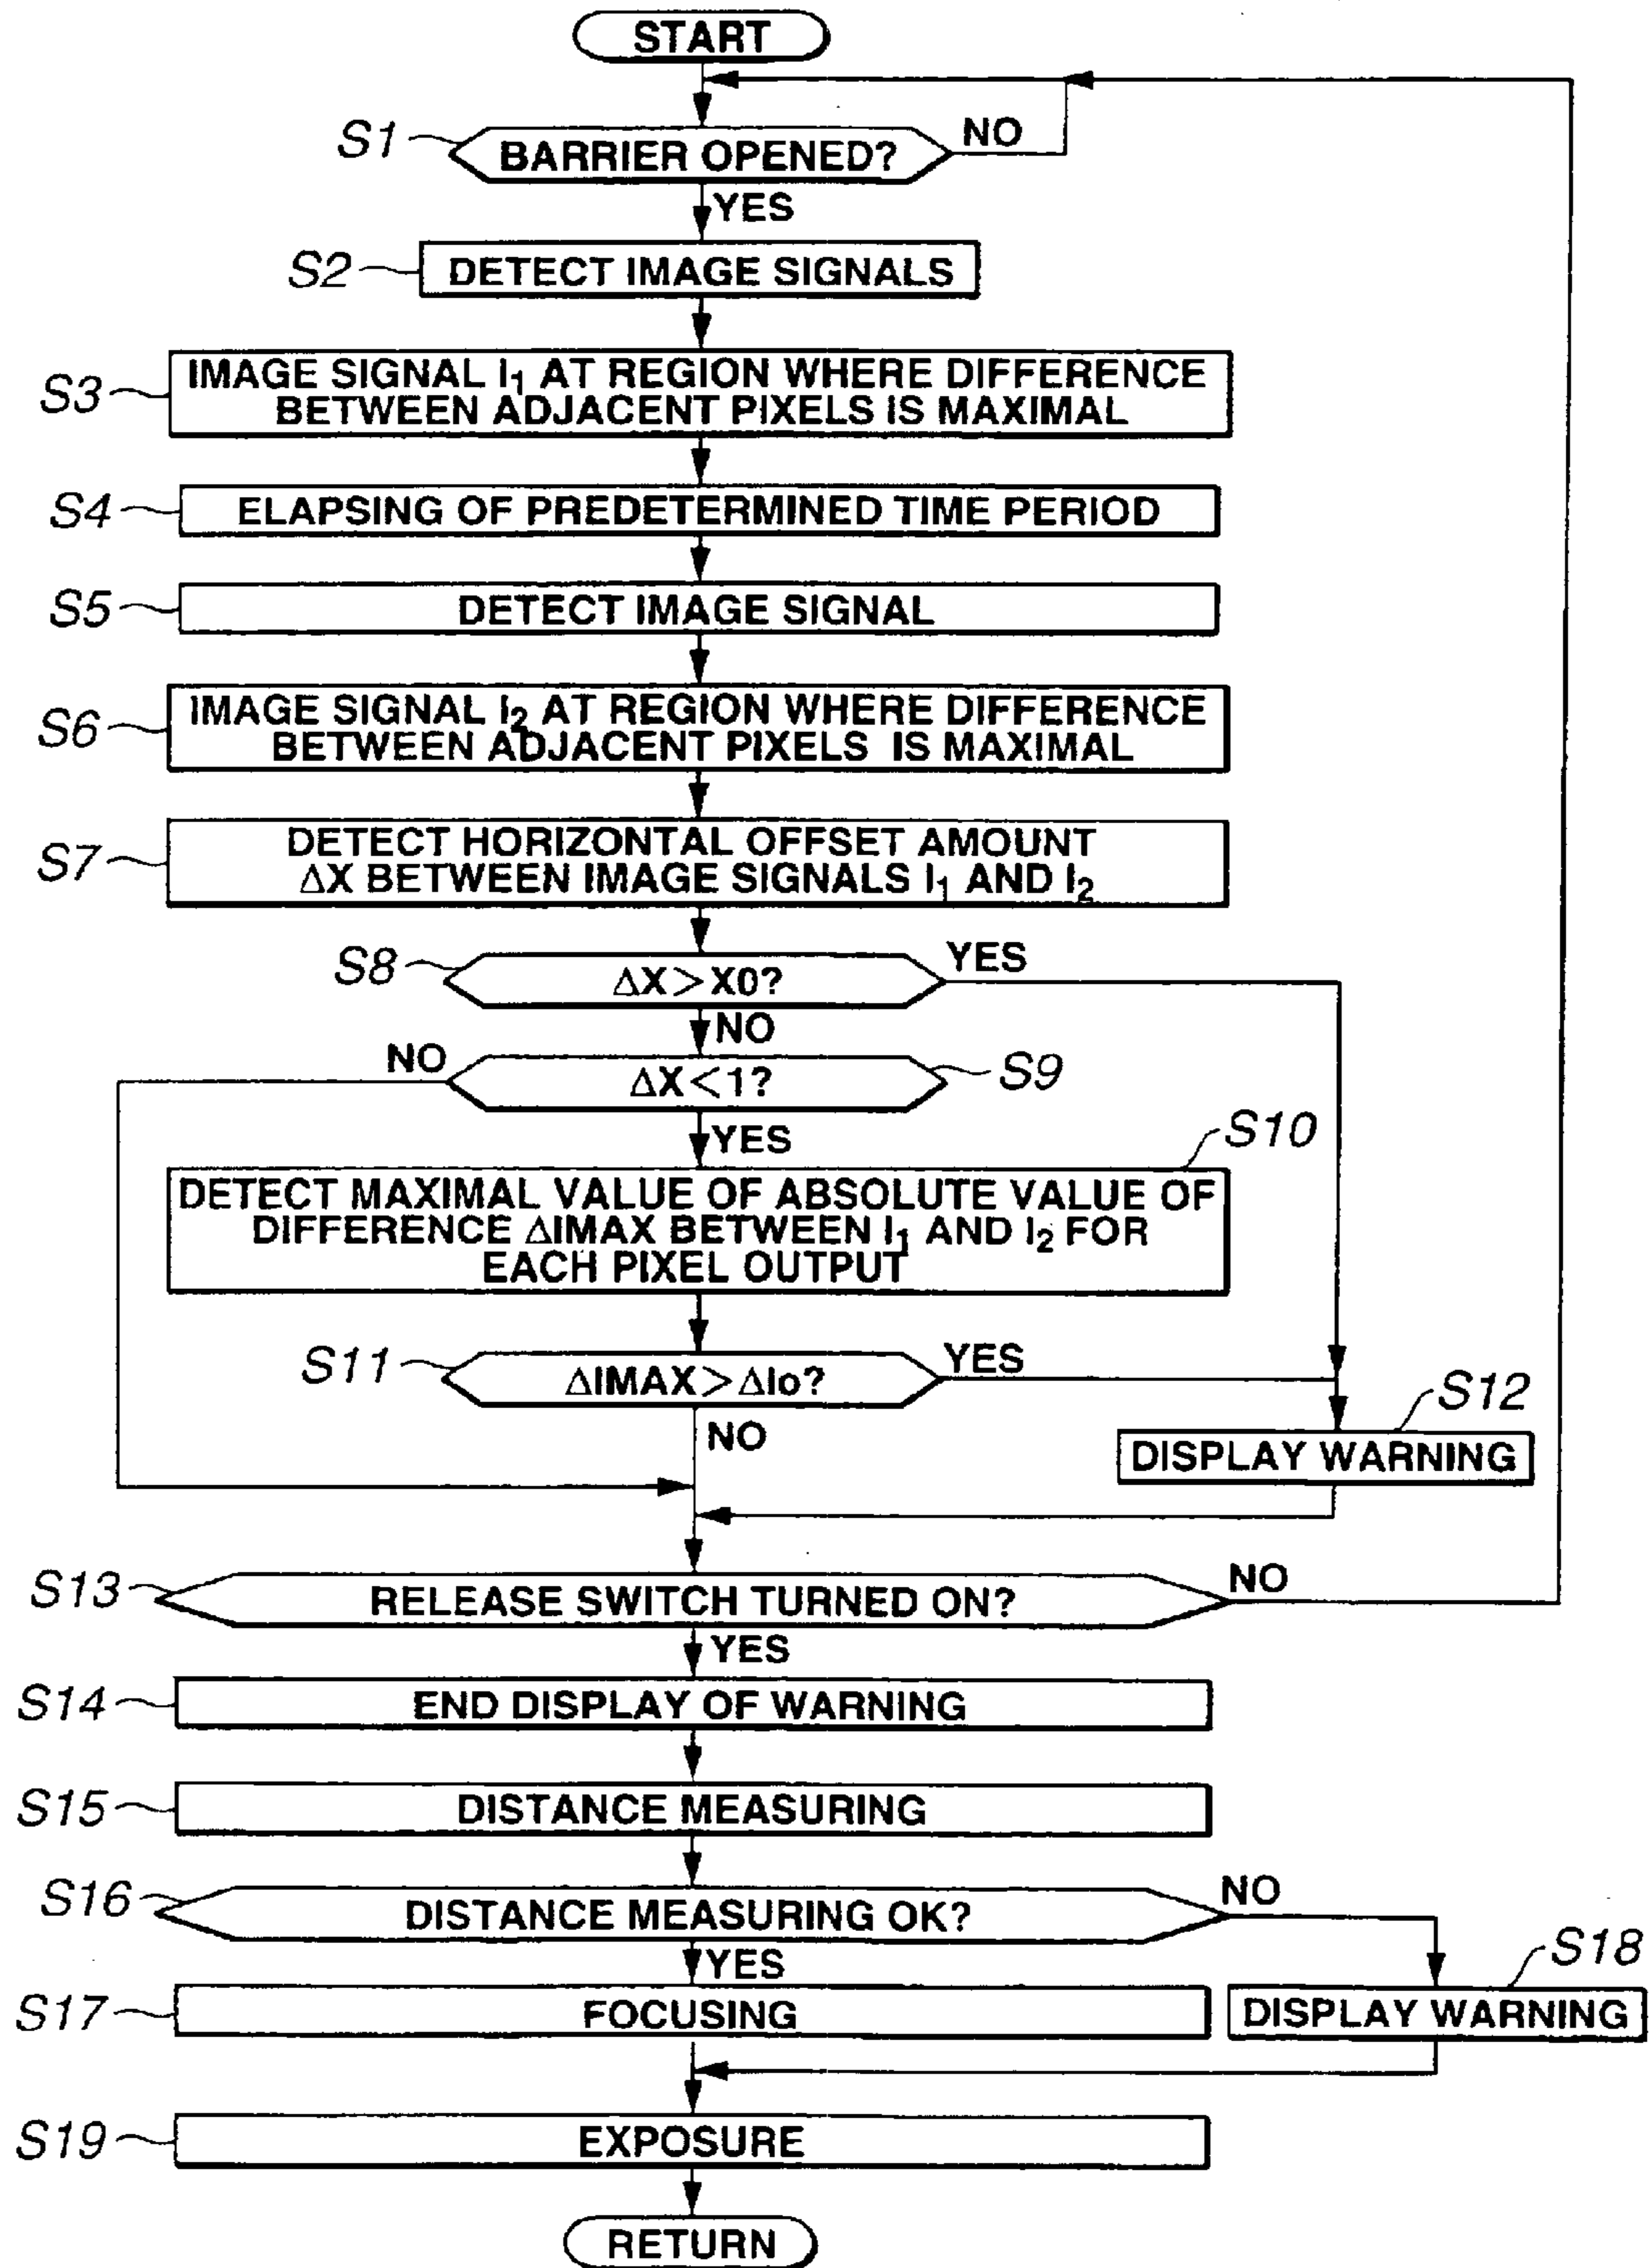 START
S1
BARRIER OPENED?
NO
YES
S2
DETECT IMAGE SIGNALS
S3
IMAGE SIGNAL I₁ AT REGION WHERE DIFFERENCE
BETWEEN ADJACENT PIXELS IS MAXIMAL
S4
ELAPSING OF PREDETERMINED TIME PERIOD
S5
DETECT IMAGE SIGNAL
S6
IMAGE SIGNAL I₂ AT REGION WHERE DIFFERENCE
BETWEEN ADJACENT PIXELS IS MAXIMAL
S7
DETECT HORIZONTAL OFFSET AMOUNT
ΔX BETWEEN IMAGE SIGNALS I₁ AND I₂
S8
ΔX>X0?
YES
NO
NO
ΔX<1?
S9
YES
S10
DETECT MAXIMAL VALUE OF ABSOLUTE VALUE OF
DIFFERENCE ΔIMAX BETWEEN I₁ AND I₂ FOR
EACH PIXEL OUTPUT
S11
ΔIMAX>ΔIo?
YES
NO
S12
DISPLAY WARNING
S13
RELEASE SWITCH TURNED ON?
NO
YES
S14
END DISPLAY OF WARNING
S15
DISTANCE MEASURING
S16
DISTANCE MEASURING OK?
NO
YES
S17
FOCUSING
S18
DISPLAY WARNING
S19
EXPOSURE
RETURN